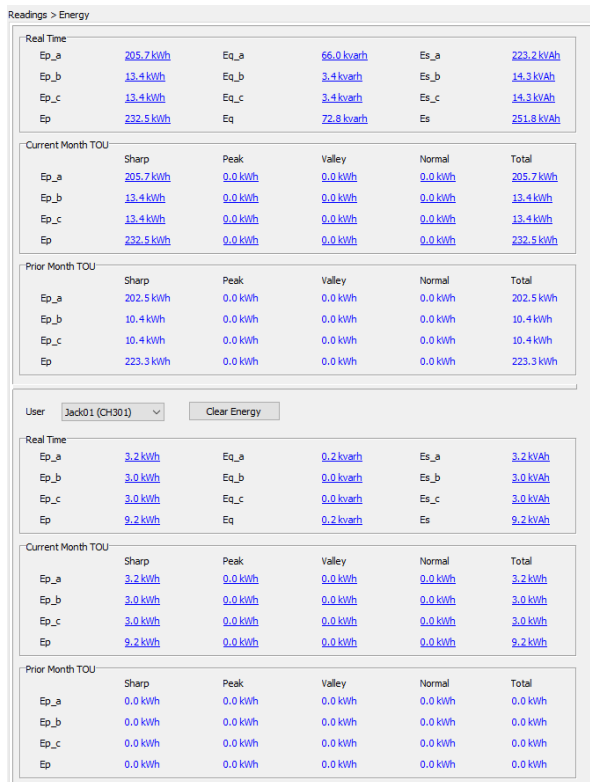 Readings > Energy
Real Time
Ep_a 205.7 kWh Eq_a 66.0 kvarh Es_a 223.2 kVAh
Ep_b 13.4 kWh Eq_b 3.4 kvarh Es_b 14.3 kVAh
Ep_c 13.4 kWh Eq_c 3.4 kvarh Es_c 14.3 kVAh
Ep 232.5 kWh Eq 72.8 kvarh Es 251.8 kVAh
Current Month TOU
Sharp Peak Valley Normal Total
Ep_a 205.7 kWh 0.0 kWh 0.0 kWh 0.0 kWh 205.7 kWh
Ep_b 13.4 kWh 0.0 kWh 0.0 kWh 0.0 kWh 13.4 kWh
Ep_c 13.4 kWh 0.0 kWh 0.0 kWh 0.0 kWh 13.4 kWh
Ep 232.5 kWh 0.0 kWh 0.0 kWh 0.0 kWh 232.5 kWh
Prior Month TOU
Sharp Peak Valley Normal Total
Ep_a 202.5 kWh 0.0 kWh 0.0 kWh 0.0 kWh 202.5 kWh
Ep_b 10.4 kWh 0.0 kWh 0.0 kWh 0.0 kWh 10.4 kWh
Ep_c 10.4 kWh 0.0 kWh 0.0 kWh 0.0 kWh 10.4 kWh
Ep 223.3 kWh 0.0 kWh 0.0 kWh 0.0 kWh 223.3 kWh
User Jack01 (CH301) Clear Energy
Real Time
Ep_a 3.2 kWh Eq_a 0.2 kvarh Es_a 3.2 kVAh
Ep_b 3.0 kWh Eq_b 0.0 kvarh Es_b 3.0 kVAh
Ep_c 3.0 kWh Eq_c 0.0 kvarh Es_c 3.0 kVAh
Ep 9.2 kWh Eq 0.2 kvarh Es 9.2 kVAh
Current Month TOU
Sharp Peak Valley Normal Total
Ep_a 3.2 kWh 0.0 kWh 0.0 kWh 0.0 kWh 3.2 kWh
Ep_b 3.0 kWh 0.0 kWh 0.0 kWh 0.0 kWh 3.0 kWh
Ep_c 3.0 kWh 0.0 kWh 0.0 kWh 0.0 kWh 3.0 kWh
Ep 9.2 kWh 0.0 kWh 0.0 kWh 0.0 kWh 9.2 kWh
Prior Month TOU
Sharp Peak Valley Normal Total
Ep_a 0.0 kWh 0.0 kWh 0.0 kWh 0.0 kWh 0.0 kWh
Ep_b 0.0 kWh 0.0 kWh 0.0 kWh 0.0 kWh 0.0 kWh
Ep_c 0.0 kWh 0.0 kWh 0.0 kWh 0.0 kWh 0.0 kWh
Ep 0.0 kWh 0.0 kWh 0.0 kWh 0.0 kWh 0.0 kWh